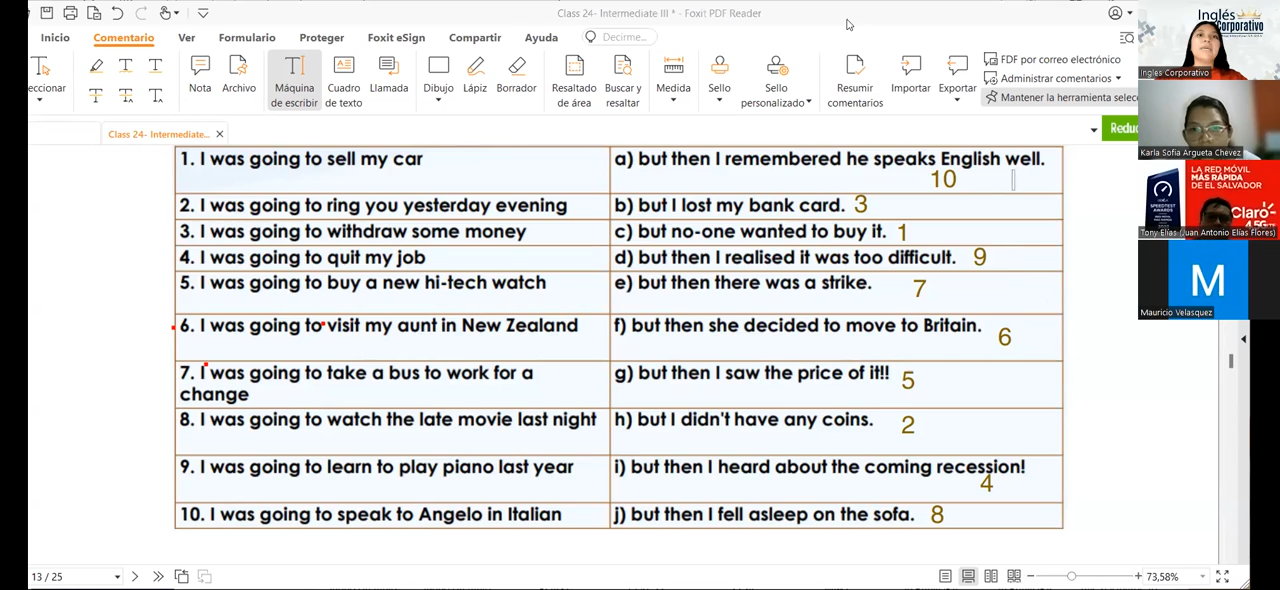 Class 24- Intermediate III * - Foxit PDF Reader
Inicio Comentario Ver Formulario Proteger Foxit eSign Compartir Ayuda Decirme...
eccionar
Nota
Archivo
Máquina de escribir
Cuadro de texto
Llamada
Dibujo
Lápiz
Borrador
Resaltado de área
Buscar y resaltar
Medida
Sello
Sello personalizado
Resumir comentarios
Importar
Exportar
FDF por correo electrónico
Administrar comentarios
Mantener la herramienta selecc
Class 24- Intermediate... ×
Reduc
1. I was going to sell my car
a) but then I remembered he speaks English well.
10
2. I was going to ring you yesterday evening
b) but I lost my bank card. 3
3. I was going to withdraw some money
c) but no-one wanted to buy it. 1
4. I was going to quit my job
d) but then I realised it was too difficult. 9
5. I was going to buy a new hi-tech watch
e) but then there was a strike. 7
6. I was going to visit my aunt in New Zealand
f) but then she decided to move to Britain. 6
7. I was going to take a bus to work for a
change
g) but then I saw the price of it!! 5
8. I was going to watch the late movie last night
h) but I didn't have any coins. 2
9. I was going to learn to play piano last year
i) but then I heard about the coming recession!
4
10. I was going to speak to Angelo in Italian
j) but then I fell asleep on the sofa. 8
13 / 25
73,58%
Inglés
Corporativo
Ingles Corporativo
Karla Sofia Argueta Chevez
LA RED MÓVIL
MÁS RÁPIDA
DE EL SALVADOR
SPEEDTEST
AWARDS
Claro
4.5G
Tony Elias (Juan Antonio Elias Flores)
M
Mauricio Velasquez